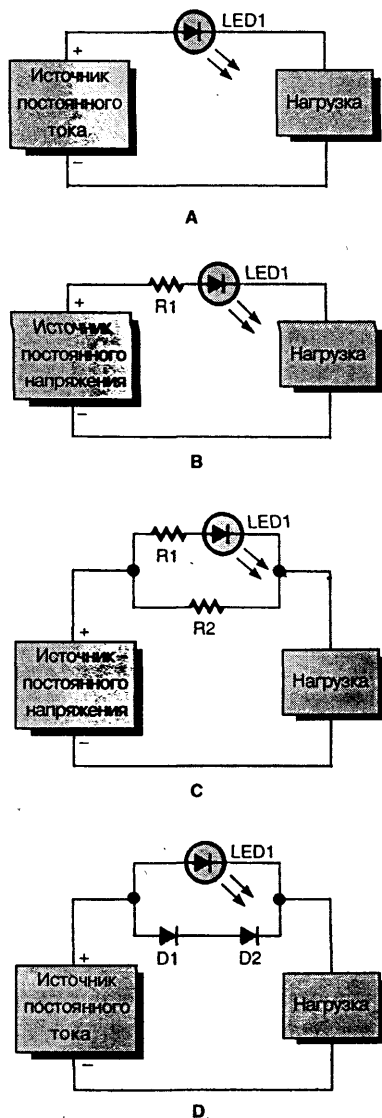 LED1
+
Источник
постоянного
тока
Нагрузка
−
A
LED1
+
R1
Источник
постоянного
напряжения
Нагрузка
−
B
LED1
R1
R2
+
Источник
постоянного
напряжения
Нагрузка
−
C
LED1
D1 D2
+
Источник
постоянного
тока
Нагрузка
−
D